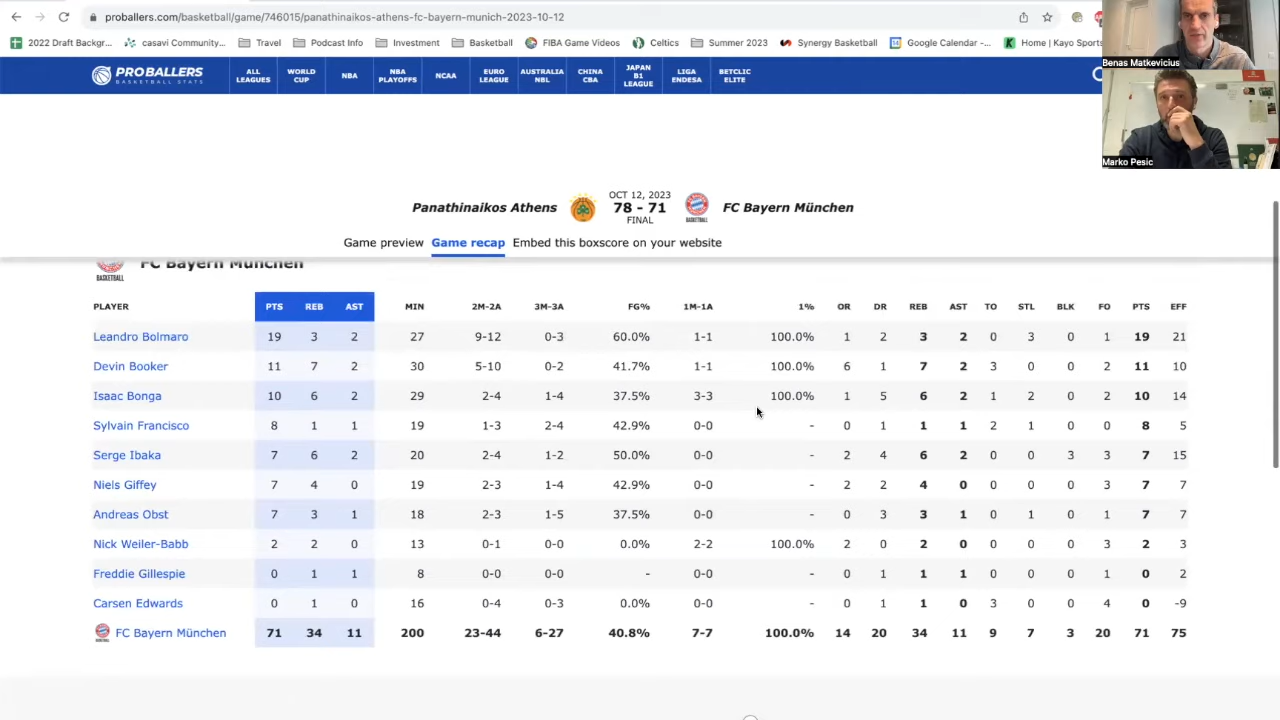 proballers.com/basketball/game/746015/panathinaikos-athens-fc-bayern-munich-2023-10-12
2022 Draft Backgr... casavi Community... Travel Podcast Info Investment Basketball FIBA Game Videos Celtics Summer 2023 Synergy Basketball Google Calendar -... Home | Kayo Sports
Benas Matkevicius
PROBALLERS
BASKETBALL STATS
ALL LEAGUES
WORLD CUP
NBA
NBA PLAYOFFS
NCAA
EURO LEAGUE
AUSTRALIA NBL
CHINA CBA
JAPAN B1 LEAGUE
LIGA ENDESA
BETCLIC ELITE
Marko Pesic
OCT 12, 2023
Panathinaikos Athens 78 - 71 FC Bayern München
FINAL
Game preview Game recap Embed this boxscore on your website
FC Bayern München
PLAYER PTS REB AST MIN 2M-2A 3M-3A FG% 1M-1A 1% OR DR REB AST TO STL BLK FO PTS EFF
Leandro Bolmaro 19 3 2 27 9-12 0-3 60.0% 1-1 100.0% 1 2 3 2 0 3 0 1 19 21
Devin Booker 11 7 2 30 5-10 0-2 41.7% 1-1 100.0% 6 1 7 2 3 0 0 2 11 10
Isaac Bonga 10 6 2 29 2-4 1-4 37.5% 3-3 100.0% 1 5 6 2 1 2 0 2 10 14
Sylvain Francisco 8 1 1 19 1-3 2-4 42.9% 0-0 - 0 1 1 1 2 1 0 0 8 5
Serge Ibaka 7 6 2 20 2-4 1-2 50.0% 0-0 - 2 4 6 2 0 0 3 3 7 15
Niels Giffey 7 4 0 19 2-3 1-4 42.9% 0-0 - 2 2 4 0 0 0 0 3 7 7
Andreas Obst 7 3 1 18 2-3 1-5 37.5% 0-0 - 0 3 3 1 0 1 0 1 7 7
Nick Weiler-Babb 2 2 0 13 0-1 0-0 0.0% 2-2 100.0% 2 0 2 0 0 0 0 3 2 3
Freddie Gillespie 0 1 1 8 0-0 0-0 - 0-0 - 0 1 1 1 0 0 0 1 0 2
Carsen Edwards 0 1 0 16 0-4 0-3 0.0% 0-0 - 0 1 1 0 3 0 0 4 0 -9
FC Bayern München 71 34 11 200 23-44 6-27 40.8% 7-7 100.0% 14 20 34 11 9 7 3 20 71 75